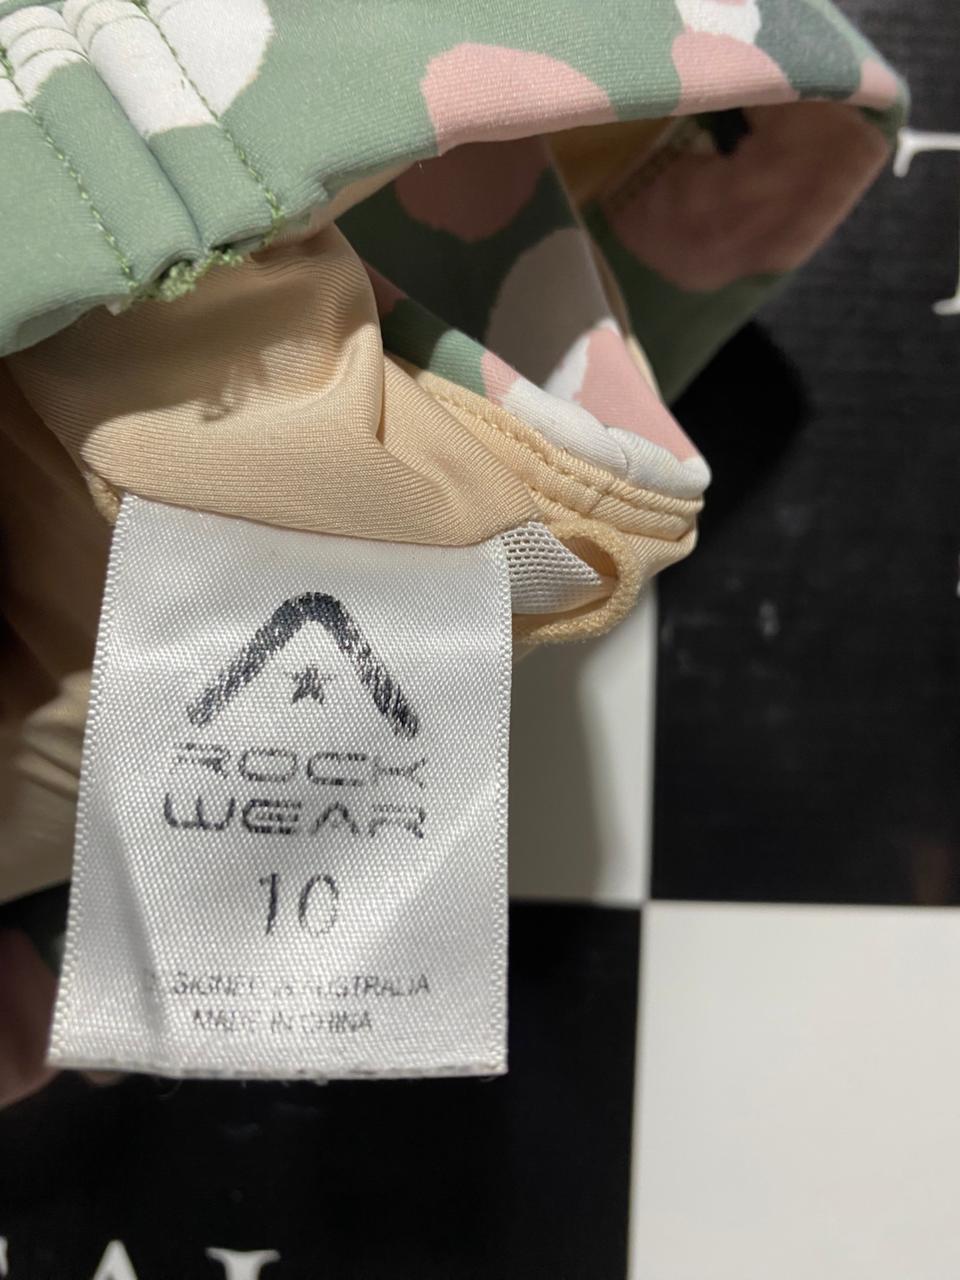 ROCK
WEAR
10
DESIGNED IN AUSTRALIA
MADE IN CHINA